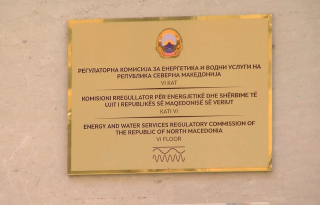 РЕГУЛАТОРНА КОМИСИЈА ЗА ЕНЕРГЕТИКА И ВОДНИ УСЛУГИ НА
РЕПУБЛИКА СЕВЕРНА МАКЕДОНИЈА
VI КАТ
KOMISIONI RREGULLATOR PËR ENERGJETIKË DHE SHËRBIME TË
UJIT I REPUBLIKËS SË MAQEDONISË SË VERIUT
KATI VI
ENERGY AND WATER SERVICES REGULATORY COMMISSION OF
THE REPUBLIC OF NORTH MACEDONIA
VI FLOOR